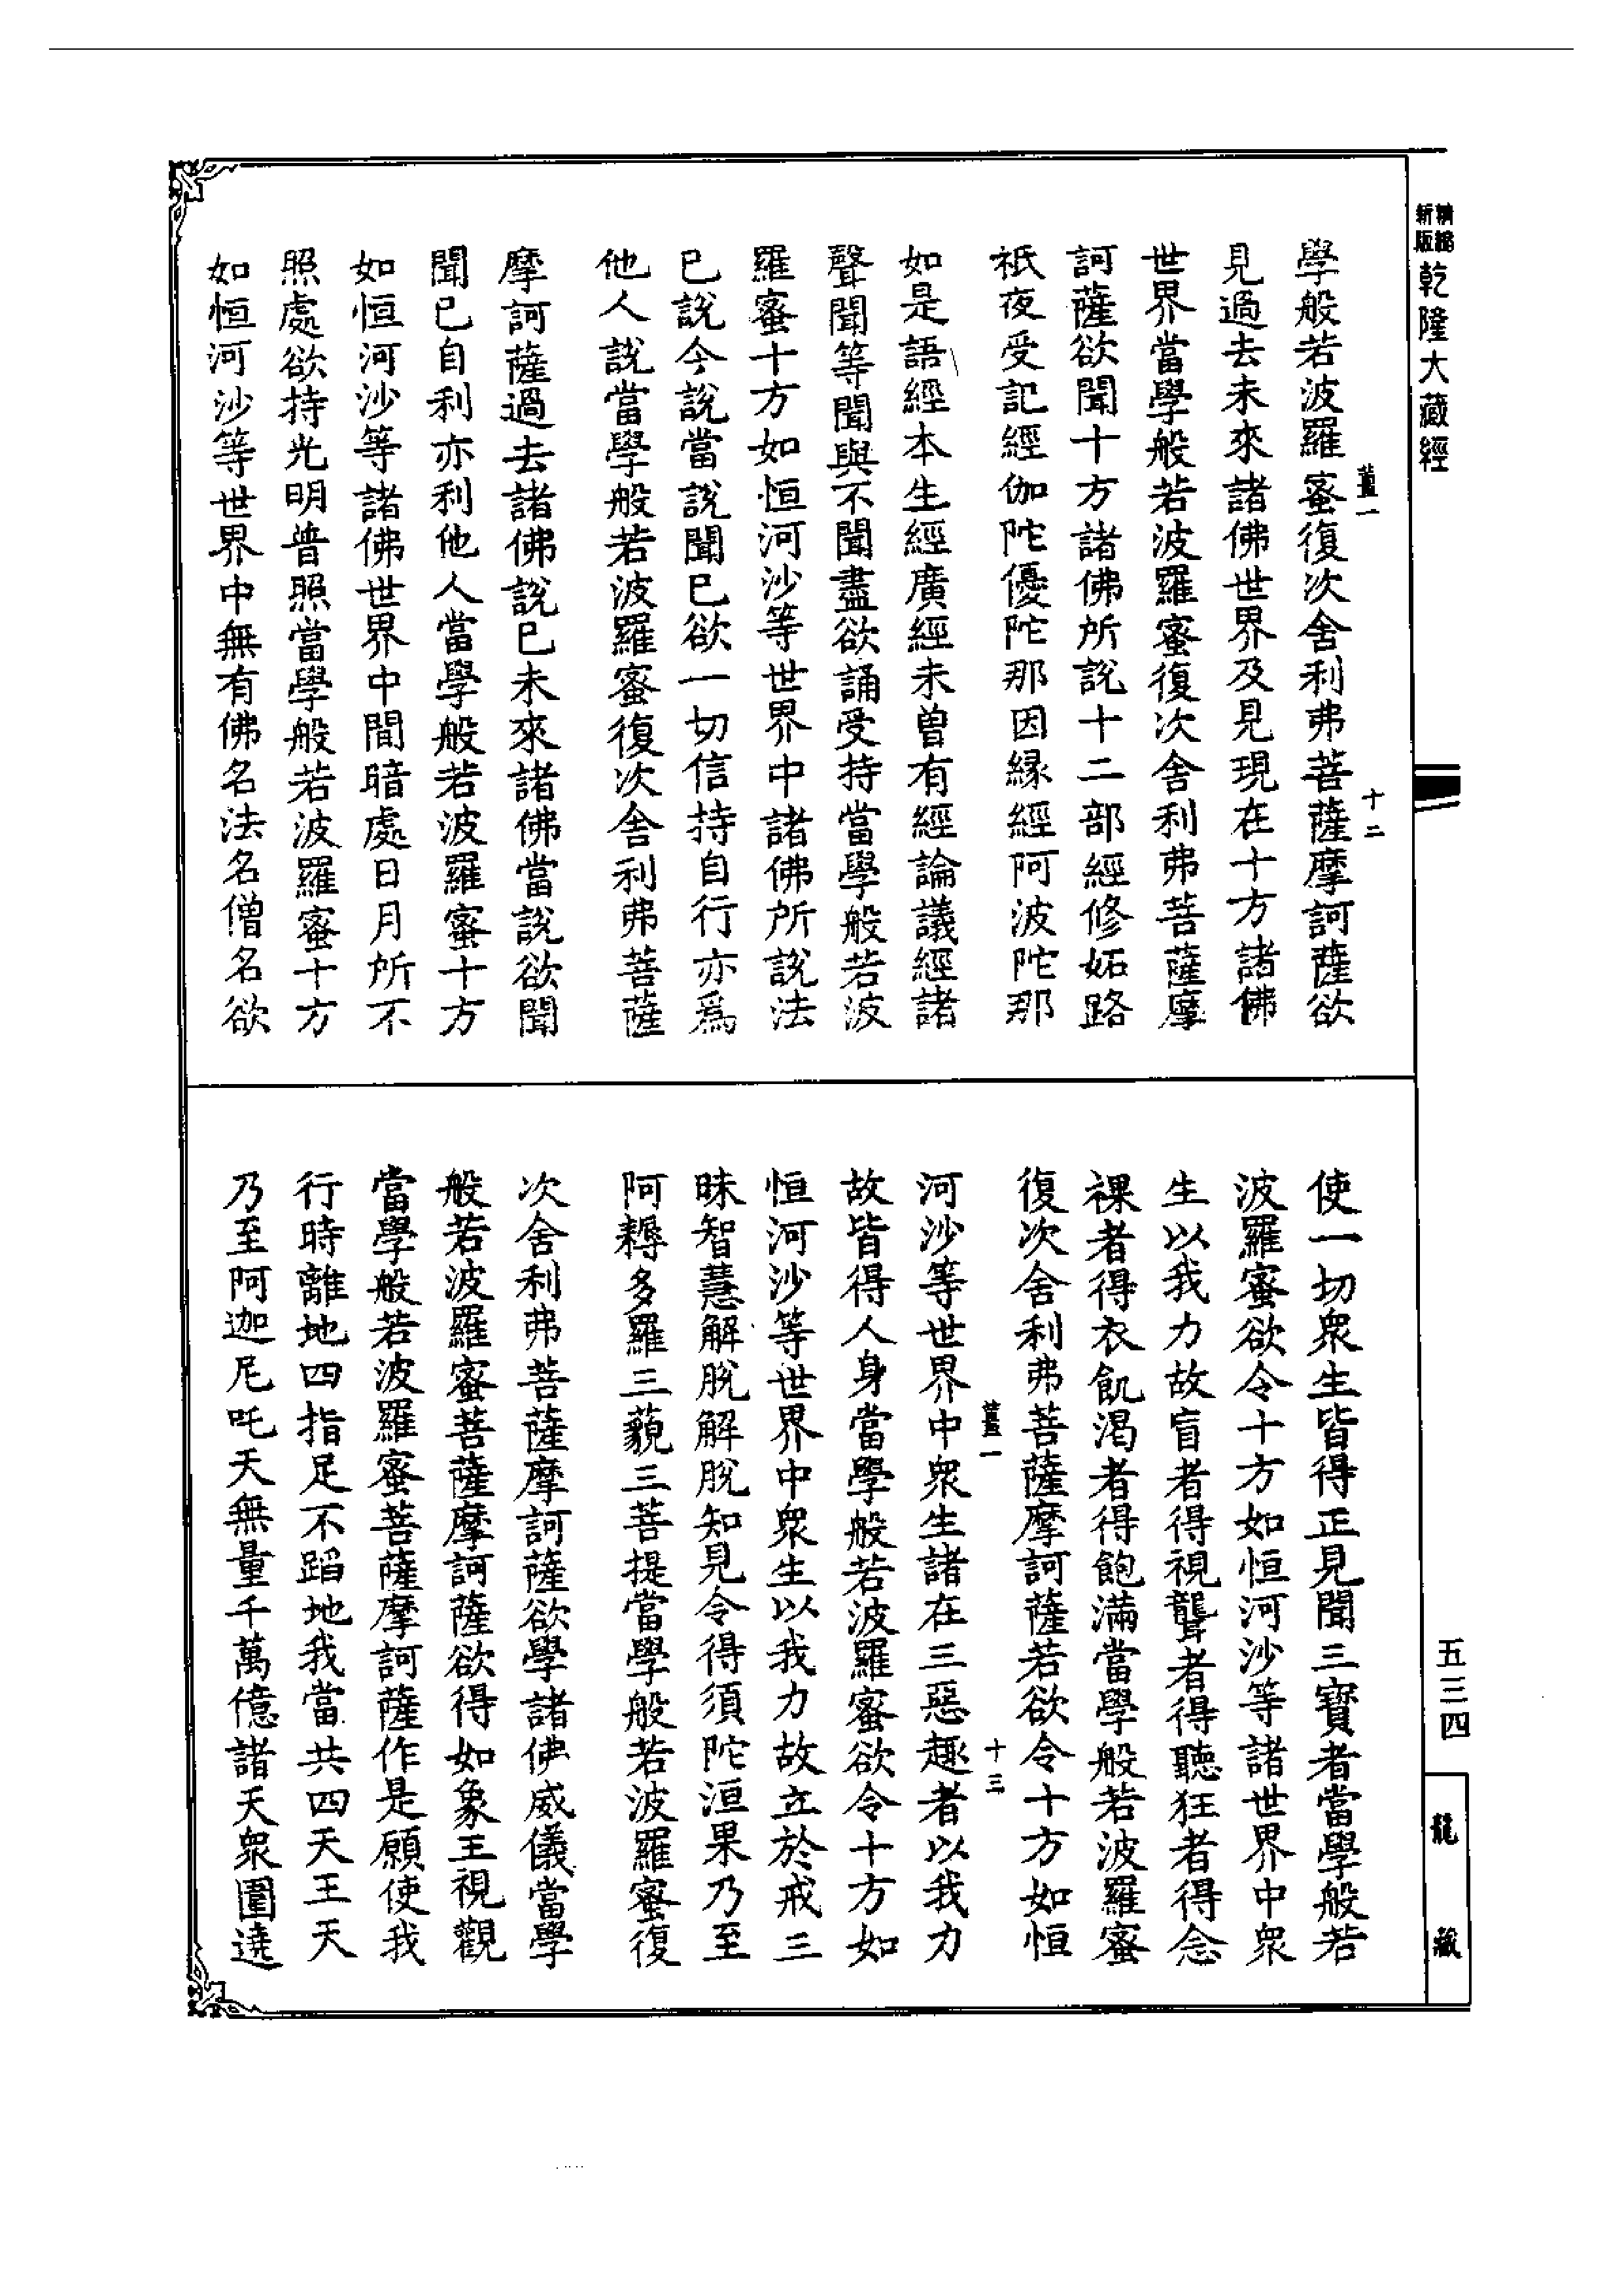 新版精縮
乾隆大藏經
薑一
十二
學般若波羅蜜復次舍利弗菩薩摩訶薩欲
見過去未來諸佛世界及見現在十方諸佛
世界當學般若波羅蜜復次舍利弗菩薩摩
訶薩欲聞十方諸佛所說十二部經修妬路
祇夜受記經伽陀優陀那因緣經阿波陀那
如是語經本生經廣經未曾有經論議經諸
聲聞等聞與不聞盡欲誦受持當學般若波
羅蜜十方如恒河沙等世界中諸佛所說法
已說今說當說聞已欲一切信持自行亦爲
他人說當學般若波羅蜜復次舍利弗菩薩
摩訶薩過去諸佛說已未來諸佛當說欲聞
聞已自利亦利他人當學般若波羅蜜十方
如恒河沙等諸佛世界中間暗處日月所不
照處欲持光明普照當學般若波羅蜜十方
如恒河沙等世界中無有佛名法名僧名欲
使一切衆生皆得正見聞三寶者當學般若
波羅蜜欲令十方如恒河沙等諸世界中衆
生以我力故盲者得視聾者得聽狂者得念
裸者得衣飢渴者得飽滿當學般若波羅蜜
復次舍利弗菩薩摩訶薩若欲令十方如恒
薑一
十三
河沙等世界中衆生諸在三惡趣者以我力
故皆得人身當學般若波羅蜜欲令十方如
恒河沙等世界中衆生以我力故立於戒三
昧智慧解脫解脫知見令得須陀洹果乃至
阿耨多羅三藐三菩提當學般若波羅蜜復
次舍利弗菩薩摩訶薩欲學諸佛威儀當學
般若波羅蜜菩薩摩訶薩欲得如象王視觀
當學般若波羅蜜菩薩摩訶薩作是願使我
行時離地四指足不蹈地我當共四天王天
乃至阿迦尼吒天無量千萬億諸天衆圍遶
五三四
龍藏